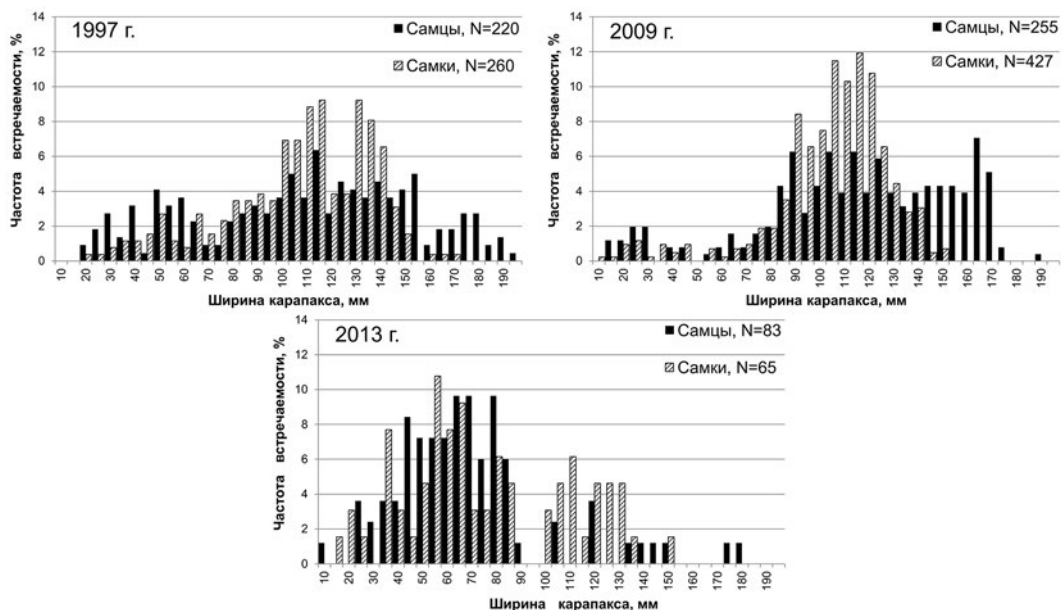 1997 г.
Самцы, N=220
Самки, N=260
Частота встречаемости, %
14
12
10
8
6
4
2
0
10 20 30 40 50 60 70 80 90 100 110 120 130 140 150 160 170 180 190
Ширина карапакса, мм
2009 г.
Самцы, N=255
Самки, N=427
Частота встречаемости, %
14
12
10
8
6
4
2
0
10 20 30 40 50 60 70 80 90 100 110 120 130 140 150 160 170 180 190
Ширина карапакса, мм
2013 г.
Самцы, N=83
Самки, N=65
Частота встречаемости, %
14
12
10
8
6
4
2
0
10 20 30 40 50 60 70 80 90 100 110 120 130 140 150 160 170 180 190
Ширина карапакса, мм